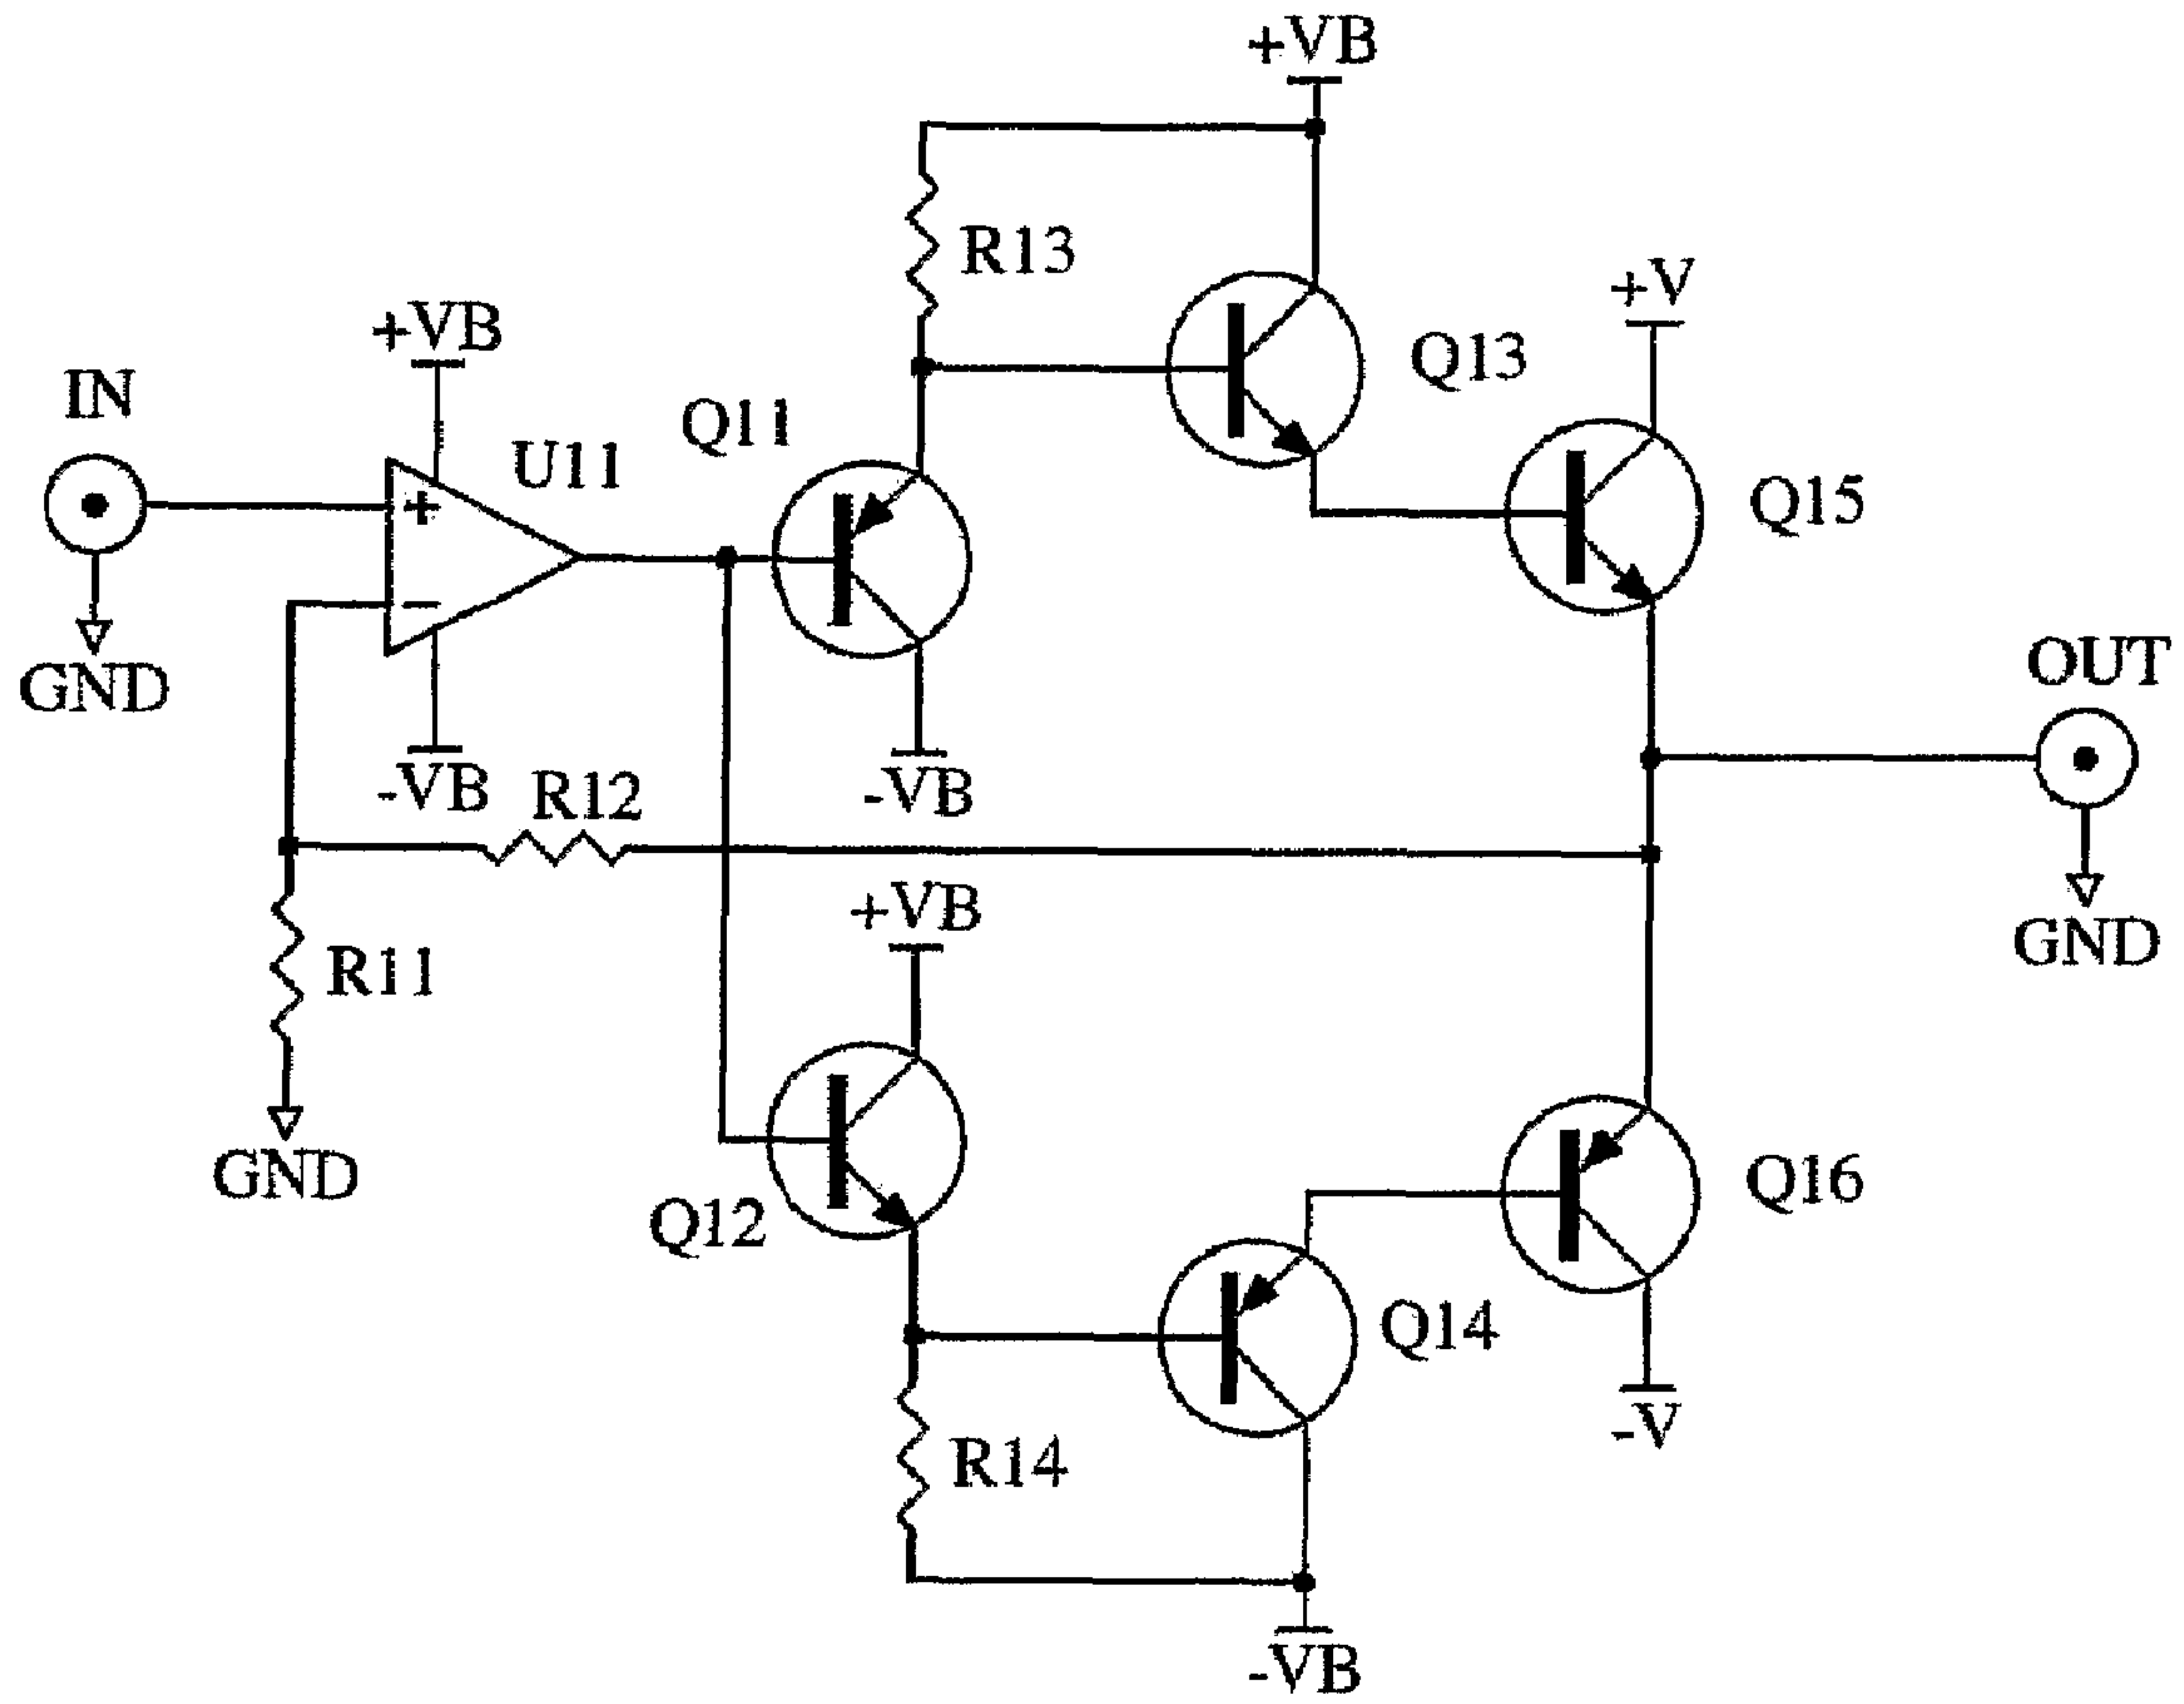 +VB
R13
+V
+VB
Q13
IN
Q11
U11
Q15
+
−
OUT
GND
-VB
R12
-VB
+VB
GND
R11
GND
Q12
Q16
Q14
-V
R14
-VB